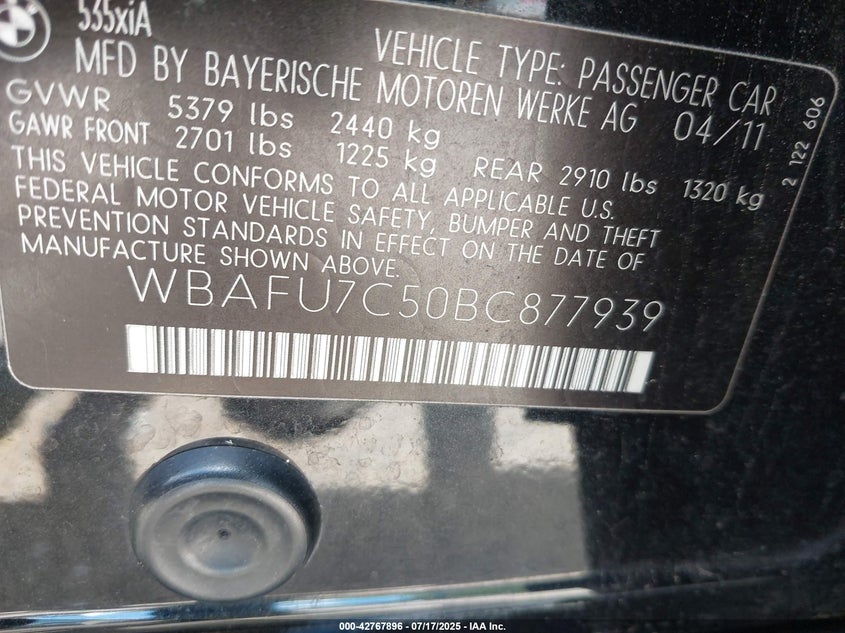 535xiA
VEHICLE TYPE: PASSENGER CAR
MFD BY BAYERISCHE MOTOREN WERKE AG 04/11
GVWR 5379 lbs 2440 kg
GAWR FRONT 2701 lbs 1225 kg REAR 2910 lbs 1320 kg
THIS VEHICLE CONFORMS TO ALL APPLICABLE U.S.
FEDERAL MOTOR VEHICLE SAFETY, BUMPER AND THEFT
PREVENTION STANDARDS IN EFFECT ON THE DATE OF
MANUFACTURE SHOWN ABOVE.
WBAFU7C50BC877939
2 122 606
000-42767896 - 07/17/2025 - IAA Inc.